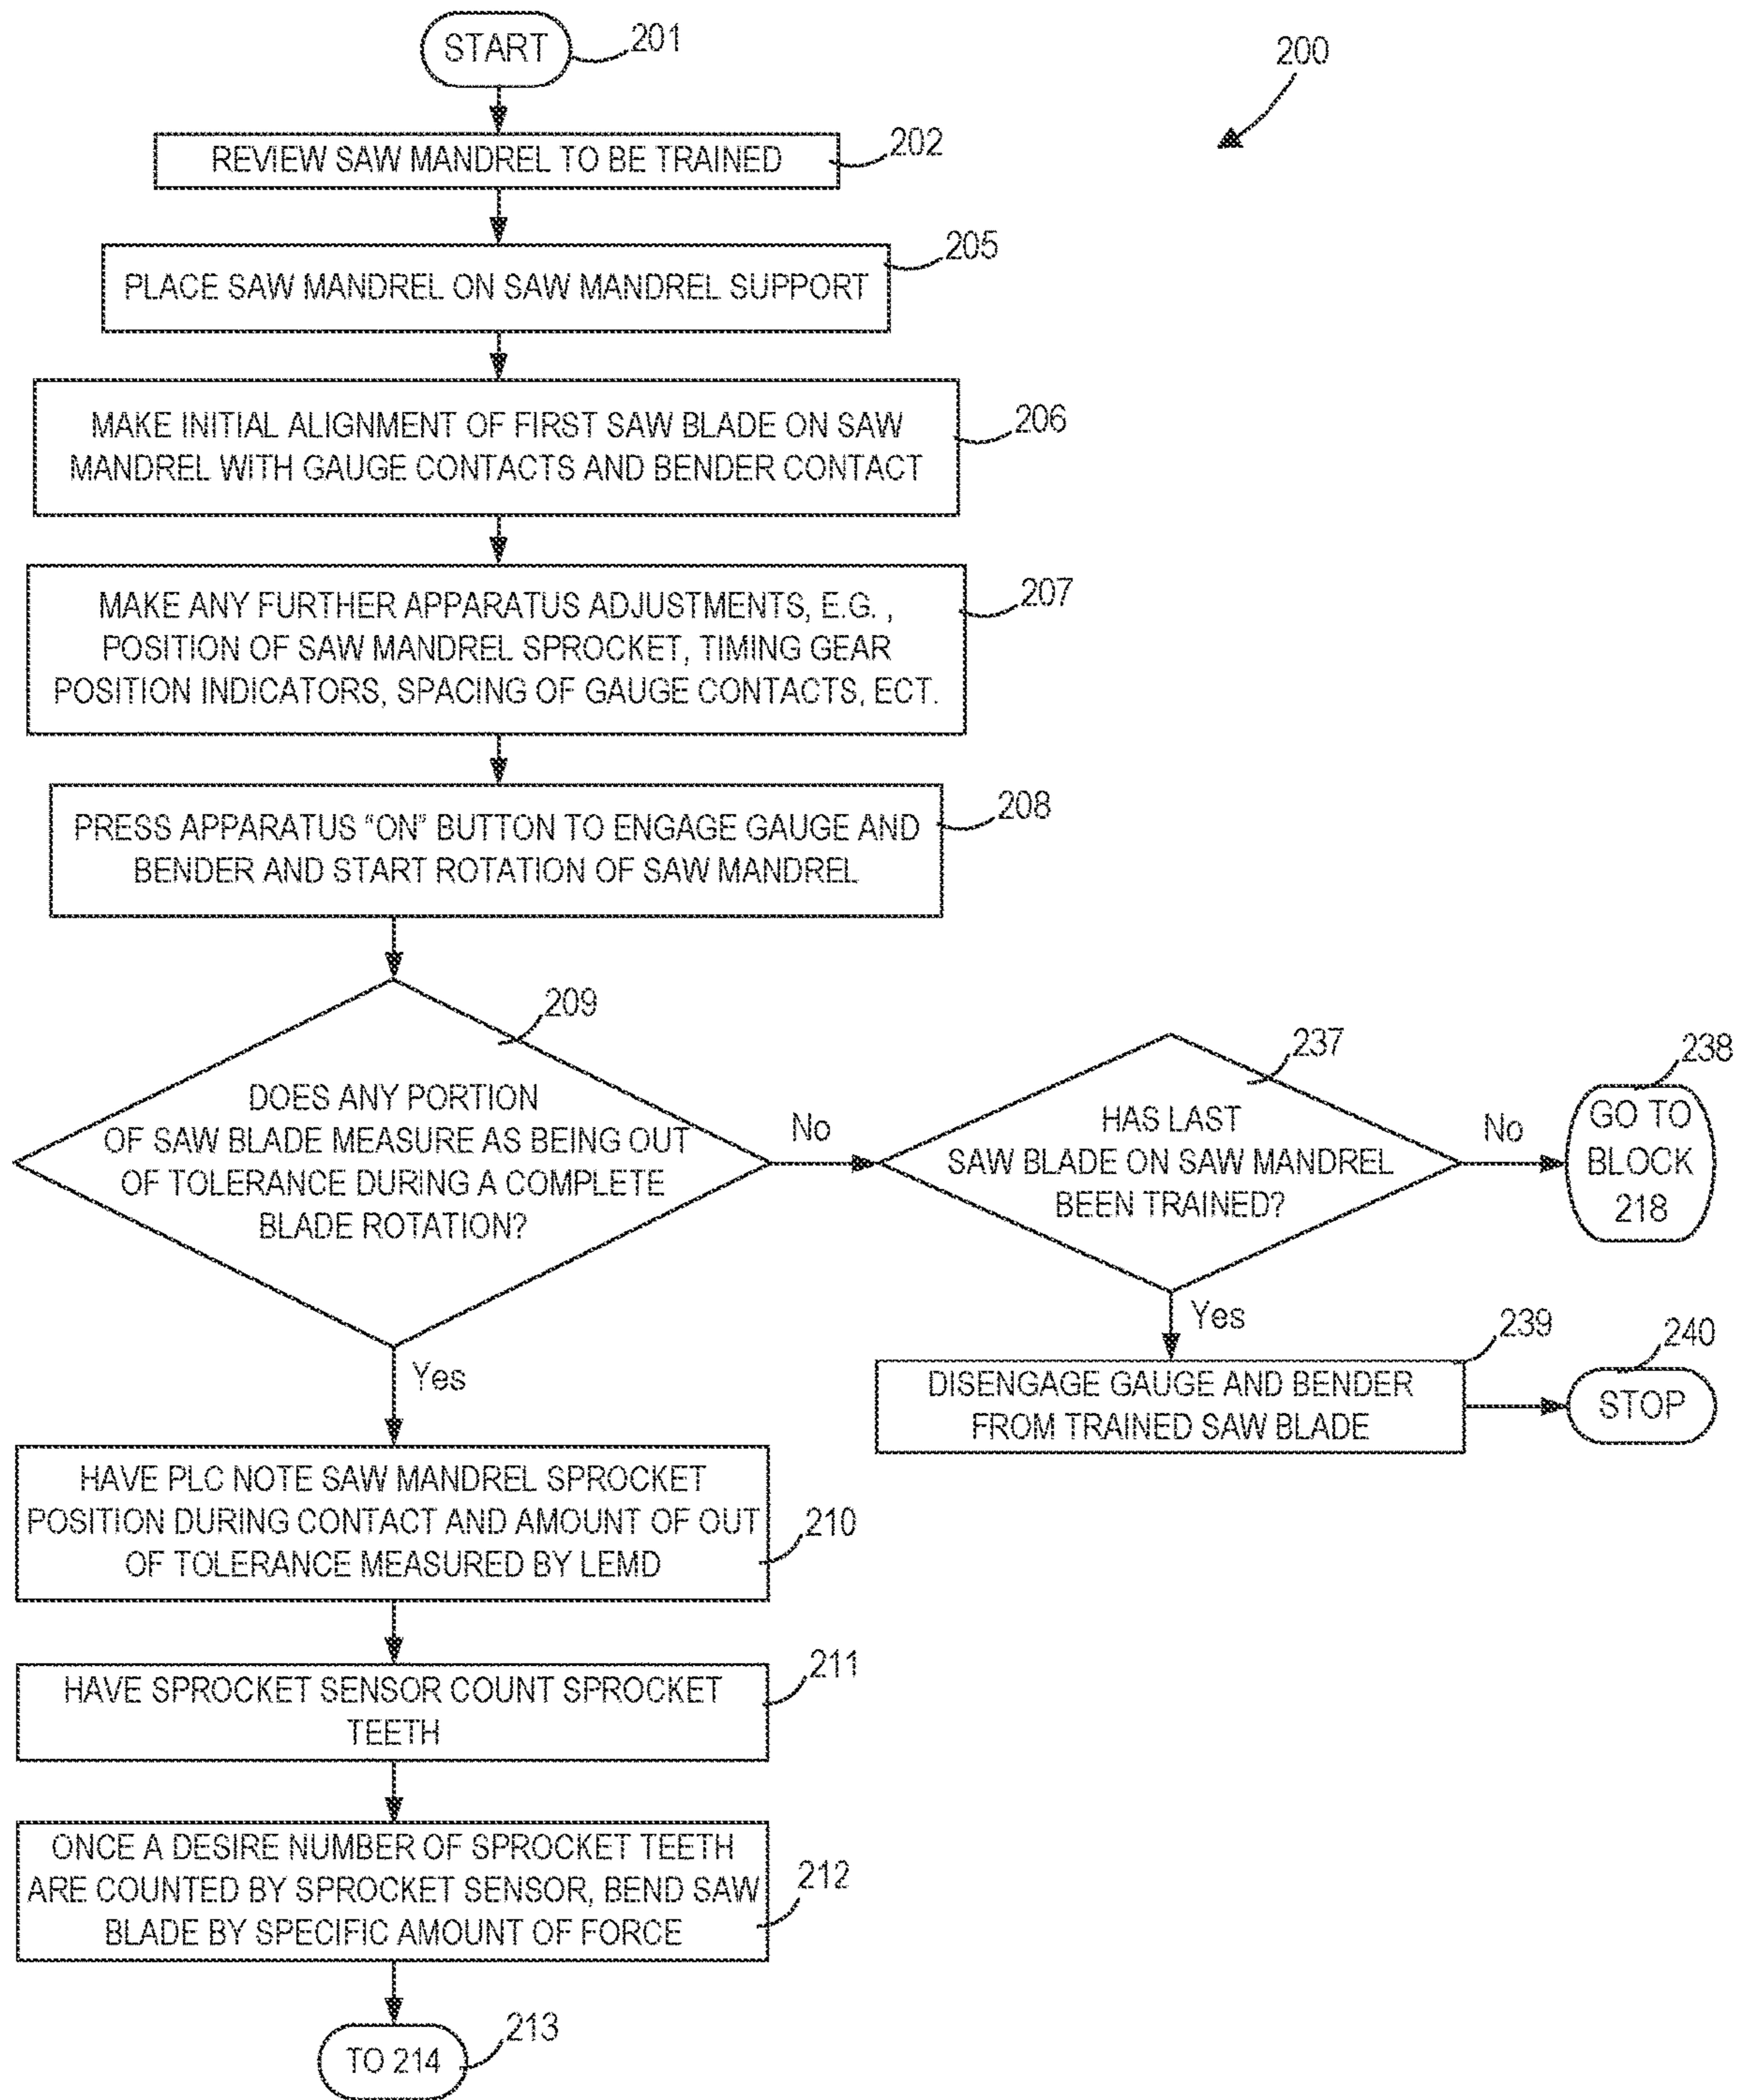 START
201
200
REVIEW SAW MANDREL TO BE TRAINED
202
PLACE SAW MANDREL ON SAW MANDREL SUPPORT
205
MAKE INITIAL ALIGNMENT OF FIRST SAW BLADE ON SAW
MANDREL WITH GAUGE CONTACTS AND BENDER CONTACT
206
MAKE ANY FURTHER APPARATUS ADJUSTMENTS, E.G. ,
POSITION OF SAW MANDREL SPROCKET, TIMING GEAR
POSITION INDICATORS, SPACING OF GAUGE CONTACTS, ECT.
207
PRESS APPARATUS “ON” BUTTON TO ENGAGE GAUGE AND
BENDER AND START ROTATION OF SAW MANDREL
208
DOES ANY PORTION
OF SAW BLADE MEASURE AS BEING OUT
OF TOLERANCE DURING A COMPLETE
BLADE ROTATION?
209
No
HAS LAST
SAW BLADE ON SAW MANDREL
BEEN TRAINED?
237
No
GO TO
BLOCK
218
238
Yes
DISENGAGE GAUGE AND BENDER
FROM TRAINED SAW BLADE
239
STOP
240
Yes
HAVE PLC NOTE SAW MANDREL SPROCKET
POSITION DURING CONTACT AND AMOUNT OF OUT
OF TOLERANCE MEASURED BY LEMD
210
HAVE SPROCKET SENSOR COUNT SPROCKET
TEETH
211
ONCE A DESIRE NUMBER OF SPROCKET TEETH
ARE COUNTED BY SPROCKET SENSOR, BEND SAW
BLADE BY SPECIFIC AMOUNT OF FORCE
212
TO 214
213